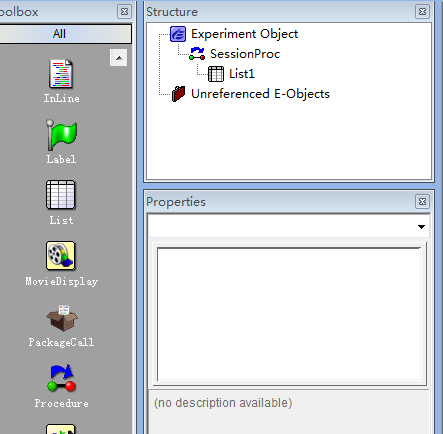 oolbox
All
InLine
Label
List
MovieDisplay
PackageCall
Procedure
Structure
Experiment Object
SessionProc
List1
Unreferenced E-Objects
Properties
(no description available)